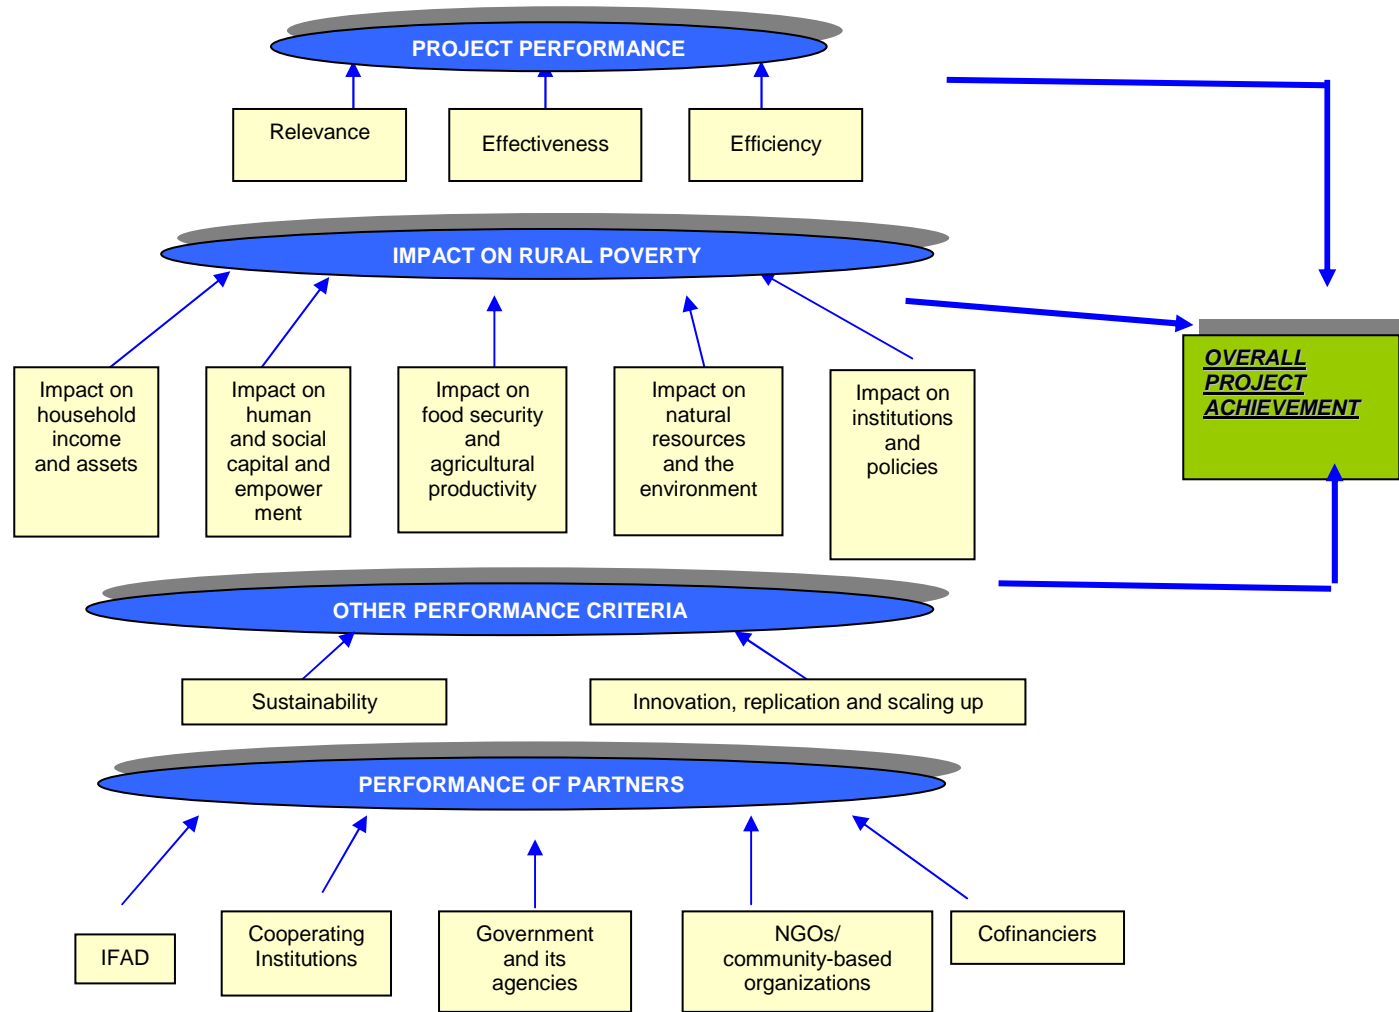 PROJECT PERFORMANCE
Relevance
Effectiveness
Efficiency
IMPACT ON RURAL POVERTY
Impact on
household
income
and assets
Impact on
human
and social
capital and
empower
ment
Impact on
food security
and
agricultural
productivity
Impact on
natural
resources
and the
environment
Impact on
institutions
and
policies
OVERALL
PROJECT
ACHIEVEMENT
OTHER PERFORMANCE CRITERIA
Sustainability
Innovation, replication and scaling up
PERFORMANCE OF PARTNERS
IFAD
Cooperating
Institutions
Government
and its
agencies
NGOs/
community-based
organizations
Cofinanciers